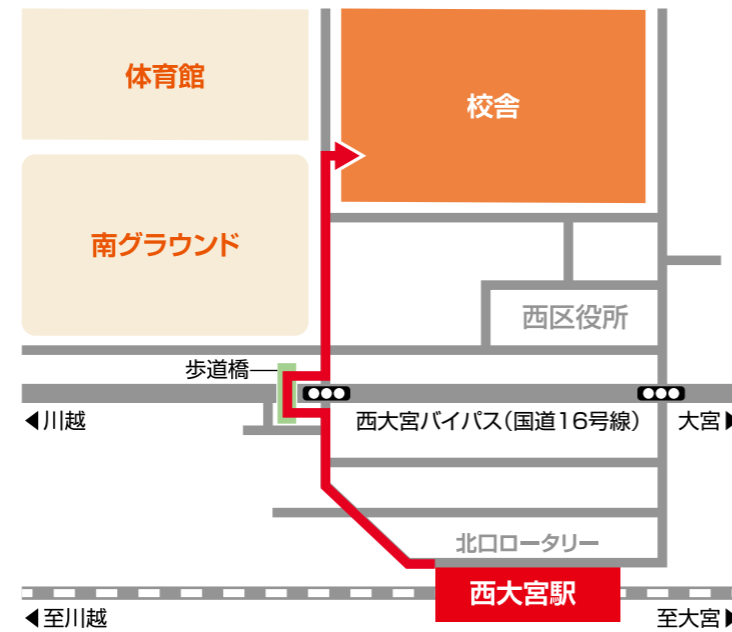 体育館
校舎
南グラウンド
西区役所
歩道橋
◀川越
西大宮バイパス(国道16号線)
大宮▶
北口ロータリー
西大宮駅
◀至川越
至大宮▶